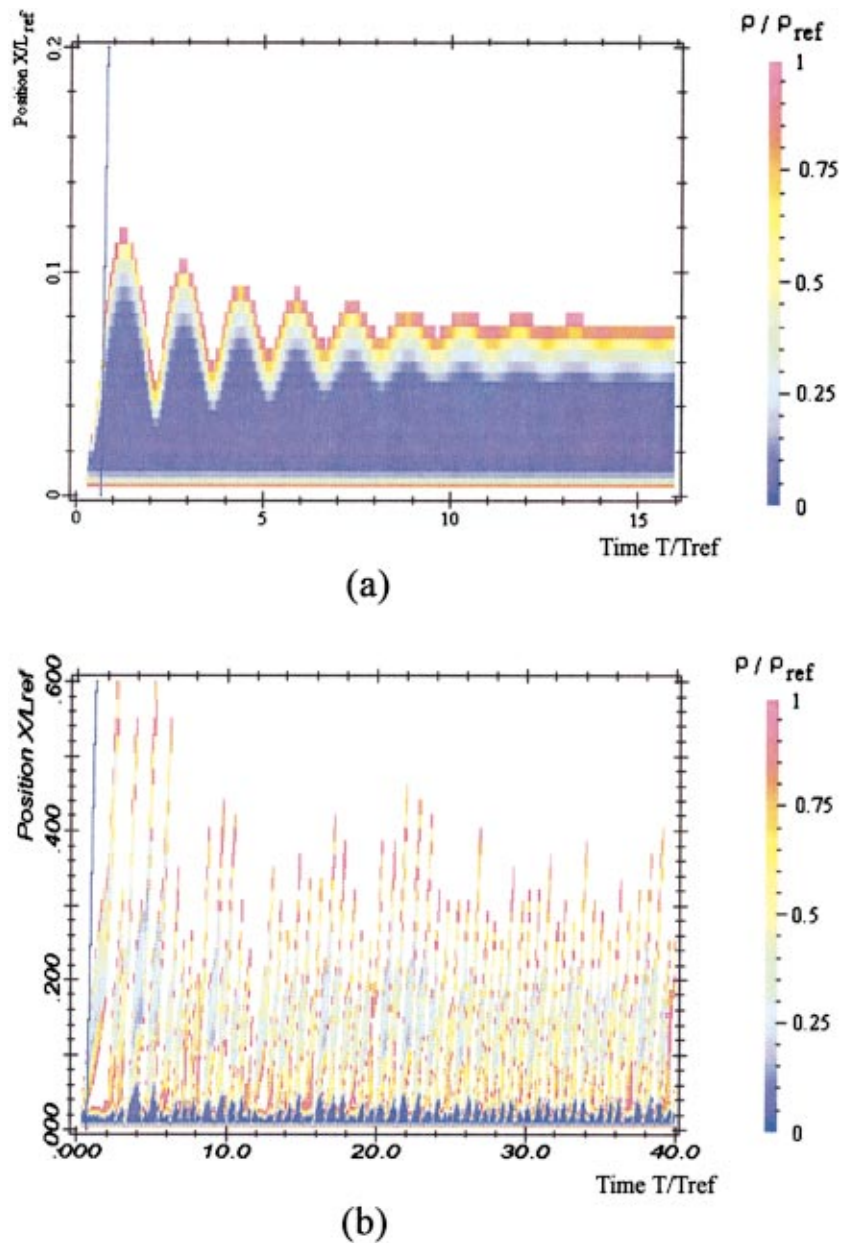 ρ / ρref
Position X/Lref
0.2
0.1
0
1
0.75
0.5
0.25
0
0 5 10 15
Time T/Tref
(a)
ρ / ρref
Position X/Lref
.600
.400
.200
.000
1
0.75
0.5
0.25
0
.000 10.0 20.0 30.0 40.0
Time T/Tref
(b)